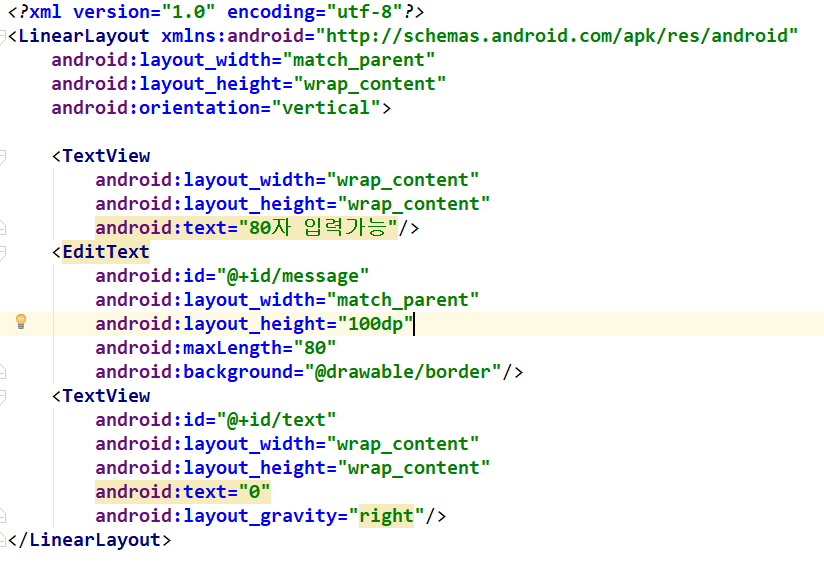 <?xml version="1.0" encoding="utf-8"?>
<LinearLayout xmlns:android="http://schemas.android.com/apk/res/android"
    android:layout_width="match_parent"
    android:layout_height="wrap_content"
    android:orientation="vertical">

    <TextView
        android:layout_width="wrap_content"
        android:layout_height="wrap_content"
        android:text="80자 입력가능"/>
    <EditText
        android:id="@+id/message"
        android:layout_width="match_parent"
        android:layout_height="100dp"
        android:maxLength="80"
        android:background="@drawable/border"/>
    <TextView
        android:id="@+id/text"
        android:layout_width="wrap_content"
        android:layout_height="wrap_content"
        android:text="0"
        android:layout_gravity="right"/>
</LinearLayout>